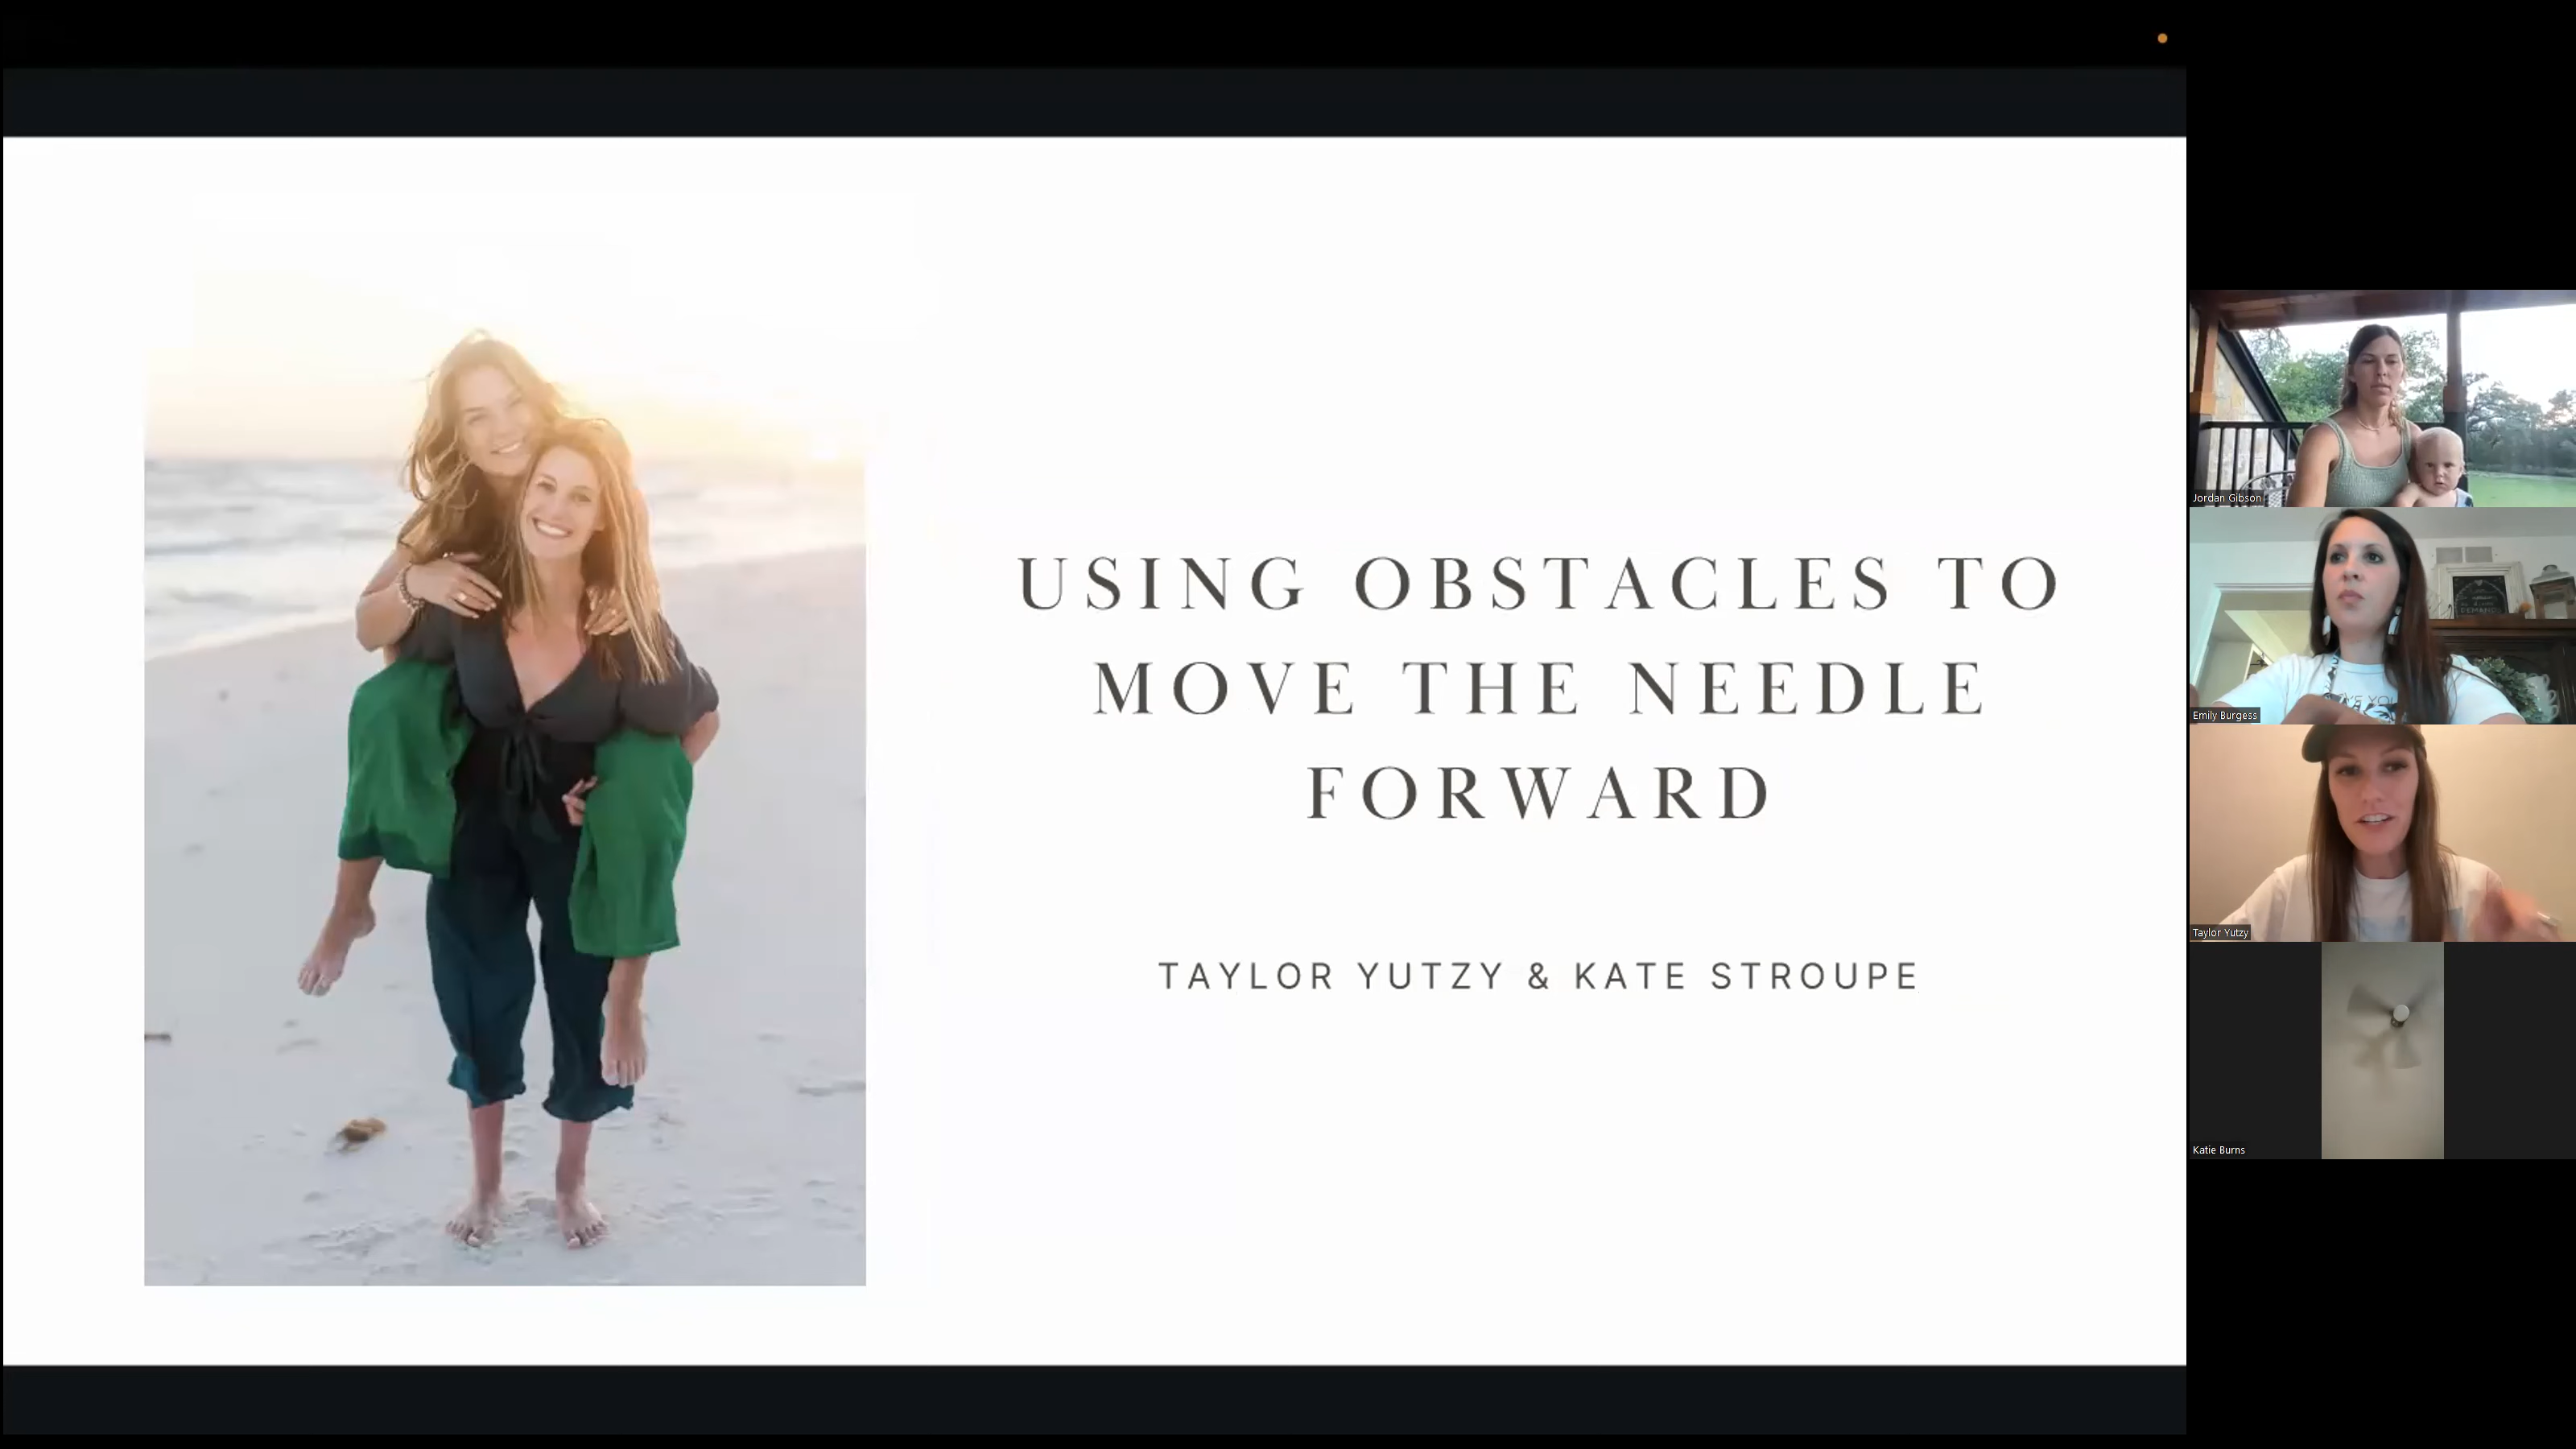 USING OBSTACLES TO
MOVE THE NEEDLE
FORWARD
TAYLOR YUTZY & KATE STROUPE
Jordan Gibson
Emily Burgess
Taylor Yutzy
Katie Burns